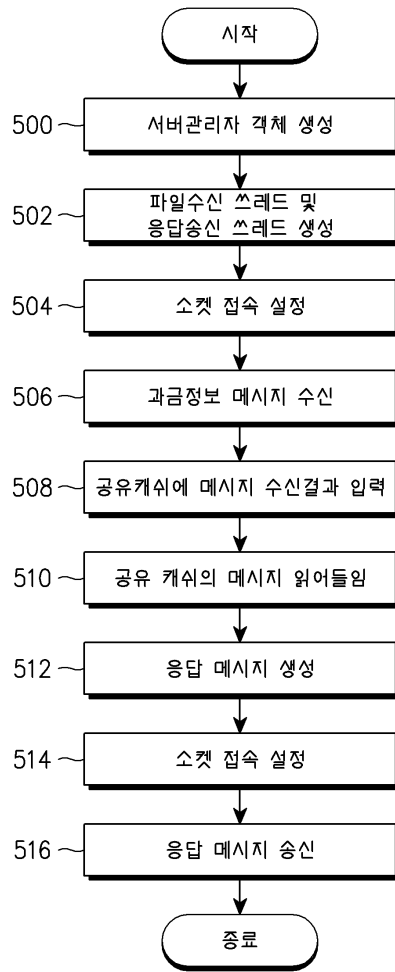 시작
500
서버관리자 객체 생성
502
파일수신 쓰레드 및
응답송신 쓰레드 생성
504
소켓 접속 설정
506
과금정보 메시지 수신
508
공유캐쉬에 메시지 수신결과 입력
510
공유 캐쉬의 메시지 읽어들임
512
응답 메시지 생성
514
소켓 접속 설정
516
응답 메시지 송신
종료